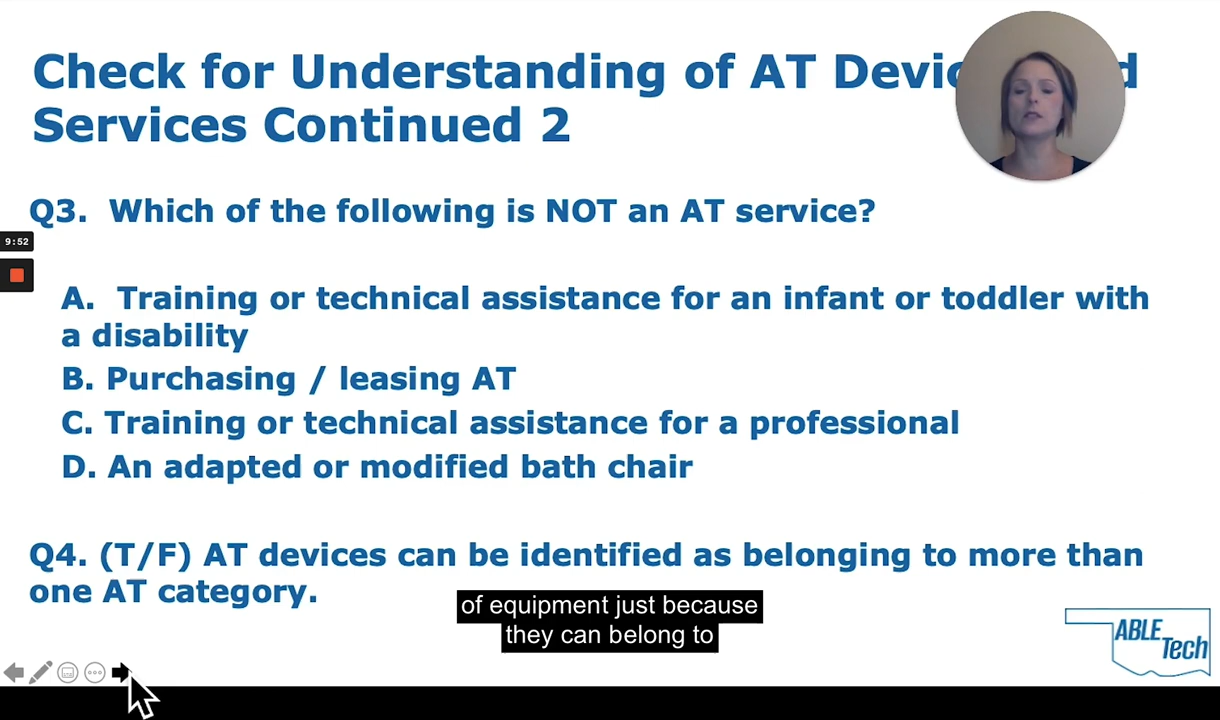 Check for Understanding of AT Devic d
Services Continued 2
Q3. Which of the following is NOT an AT service?
9:52
A. Training or technical assistance for an infant or toddler with
a disability
B. Purchasing / leasing AT
C. Training or technical assistance for a professional
D. An adapted or modified bath chair
Q4. (T/F) AT devices can be identified as belonging to more than
one AT category.
of equipment just because
they can belong to
ABLE
Tech